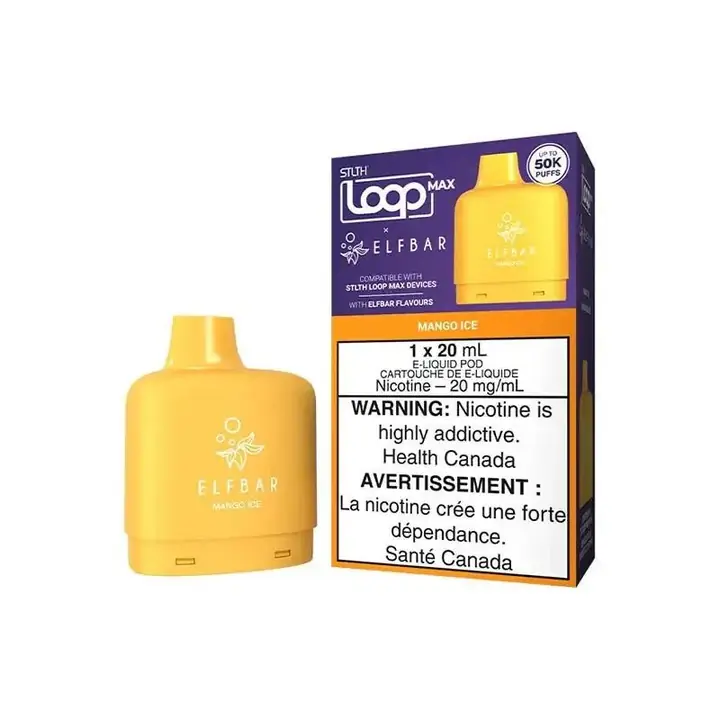 ELFBAR
MANGO ICE
STLTH
Loop MAX
×
ELFBAR
COMPATIBLE WITH
STLTH LOOP MAX DEVICES
WITH ELFBAR FLAVOURS
UP TO
50K
PUFFS
ELFBAR
MANGO ICE
MANGO ICE
1 x 20 mL
E-LIQUID POD
CARTOUCHE DE E-LIQUIDE
Nicotine – 20 mg/mL
WARNING: Nicotine is
highly addictive.
Health Canada
AVERTISSEMENT :
La nicotine crée une forte
dépendance.
Santé Canada